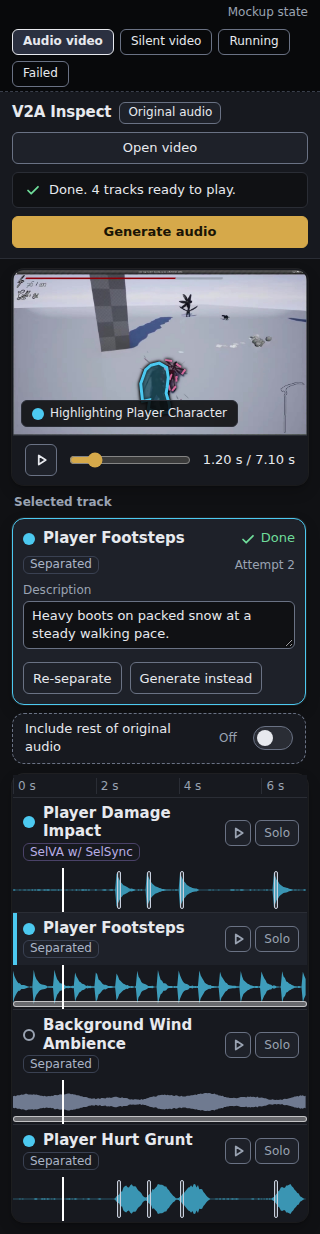 Mockup state
Audio video
Silent video
Running
Failed
V2A Inspect
Original audio
Open video
Done. 4 tracks ready to play.
Generate audio
Highlighting Player Character
1.20 s / 7.10 s
Selected track
Player Footsteps
Done
Separated
Attempt 2
Description
Heavy boots on packed snow at a
steady walking pace.
Re-separate
Generate instead
Include rest of original
audio
Off
0 s
2 s
4 s
6 s
Player Damage
Impact
SelVA w/ SelSync
Solo
Player Footsteps
Separated
Solo
Background Wind
Ambience
Separated
Solo
Player Hurt Grunt
Separated
Solo